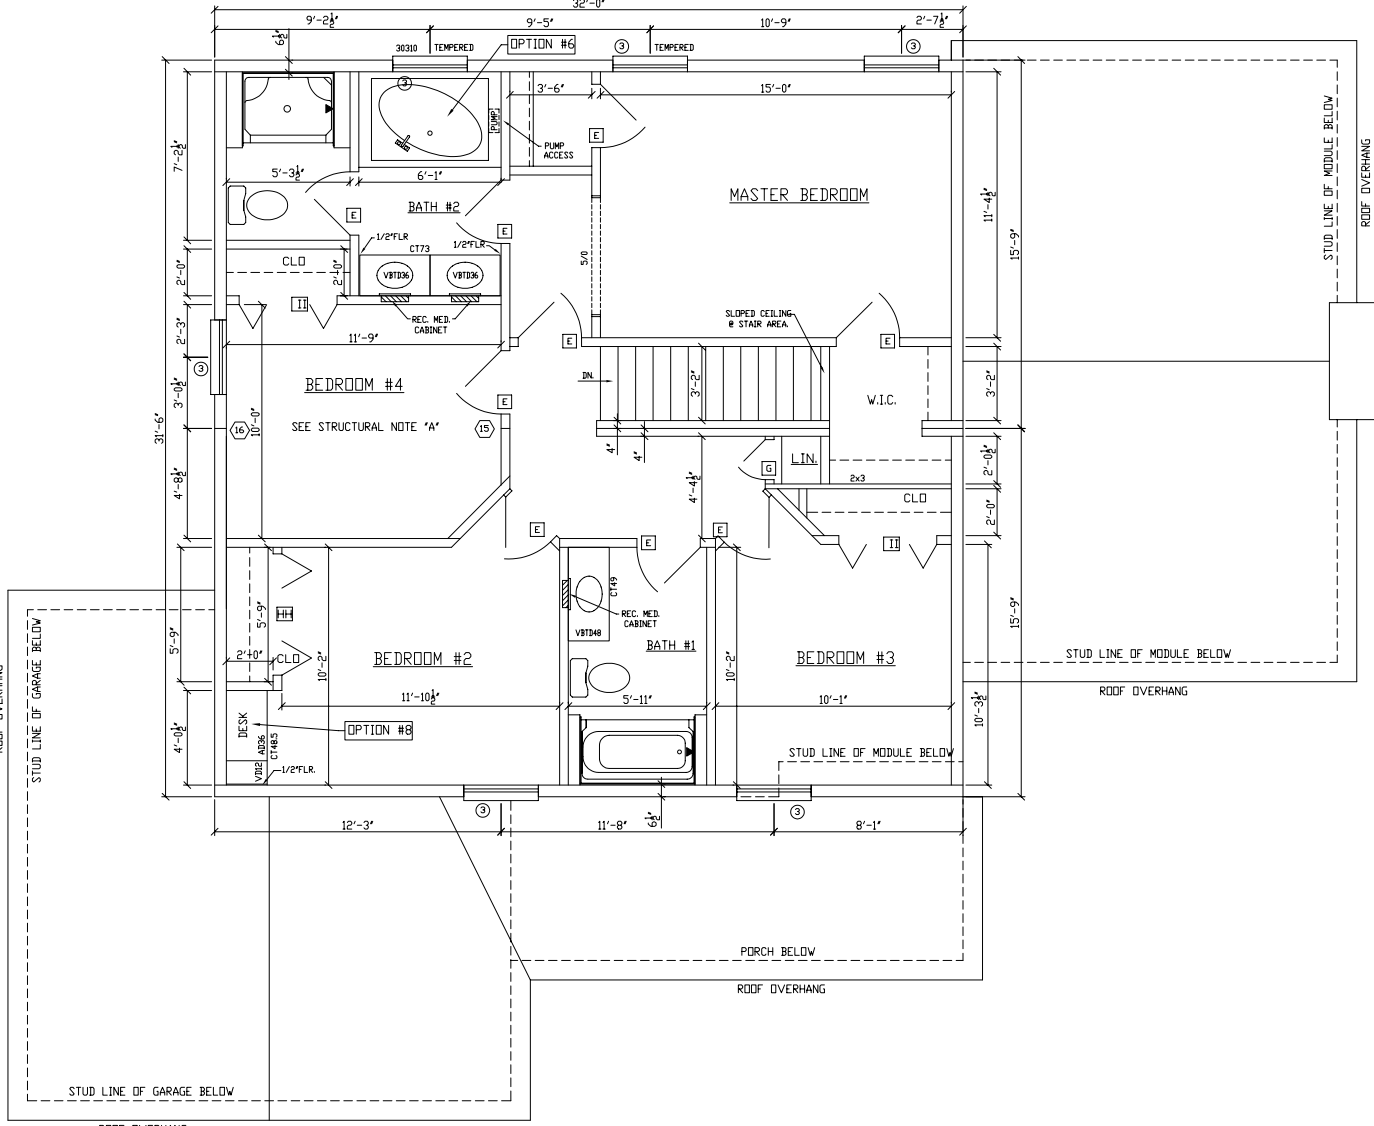 32'-0"
9'-2½" 9'-5" 10'-9" 2'-7½"
6½"
30310 TEMPERED
OPTION #6
3 TEMPERED
3
3
3'-6" 15'-0"
PUMP
E
PUMP
ACCESS
7'-2½"
5'-3½" 6'-1"
MASTER BEDROOM
BATH #2
E
E
11'-4½"
15'-9"
STUD LINE OF MODULE BELOW
ROOF OVERHANG
1/2"FLR
CT73
1/2"FLR
CLO
2'-0"
2'-0"
VBTD36 VBTD36
5/0
II
REC. MED.
CABINET
SLOPED CEILING
@ STAIR AREA.
2'-3"
11'-9"
E
E
3
BEDROOM #4
DN.
3'-2"
3'-2"
W.I.C.
3'-0½"
10'-0"
E
SEE STRUCTURAL NOTE "A"
16
15
31'-6"
4"
4"
LIN.
G
2x3
2'-0½"
4'-8½"
4'-4½"
CLO
2'-0"
E
E
E
II
5'-9"
5'-9"
HH
CT49
REC. MED.
CABINET
VBTD48
15'-9"
2'-0"
CLO
BEDROOM #2
10'-2"
BATH #1
10'-2"
BEDROOM #3
STUD LINE OF MODULE BELOW
ROOF OVERHANG
11'-10½"
5'-11"
10'-1"
10'-3½"
4'-0½"
DESK
OPTION #8
AD36
CT48.5
VD12
1/2"FLR.
STUD LINE OF MODULE BELOW
STUD LINE OF GARAGE BELOW
3
6½"
3
12'-3" 11'-8" 8'-1"
PORCH BELOW
ROOF OVERHANG
STUD LINE OF GARAGE BELOW